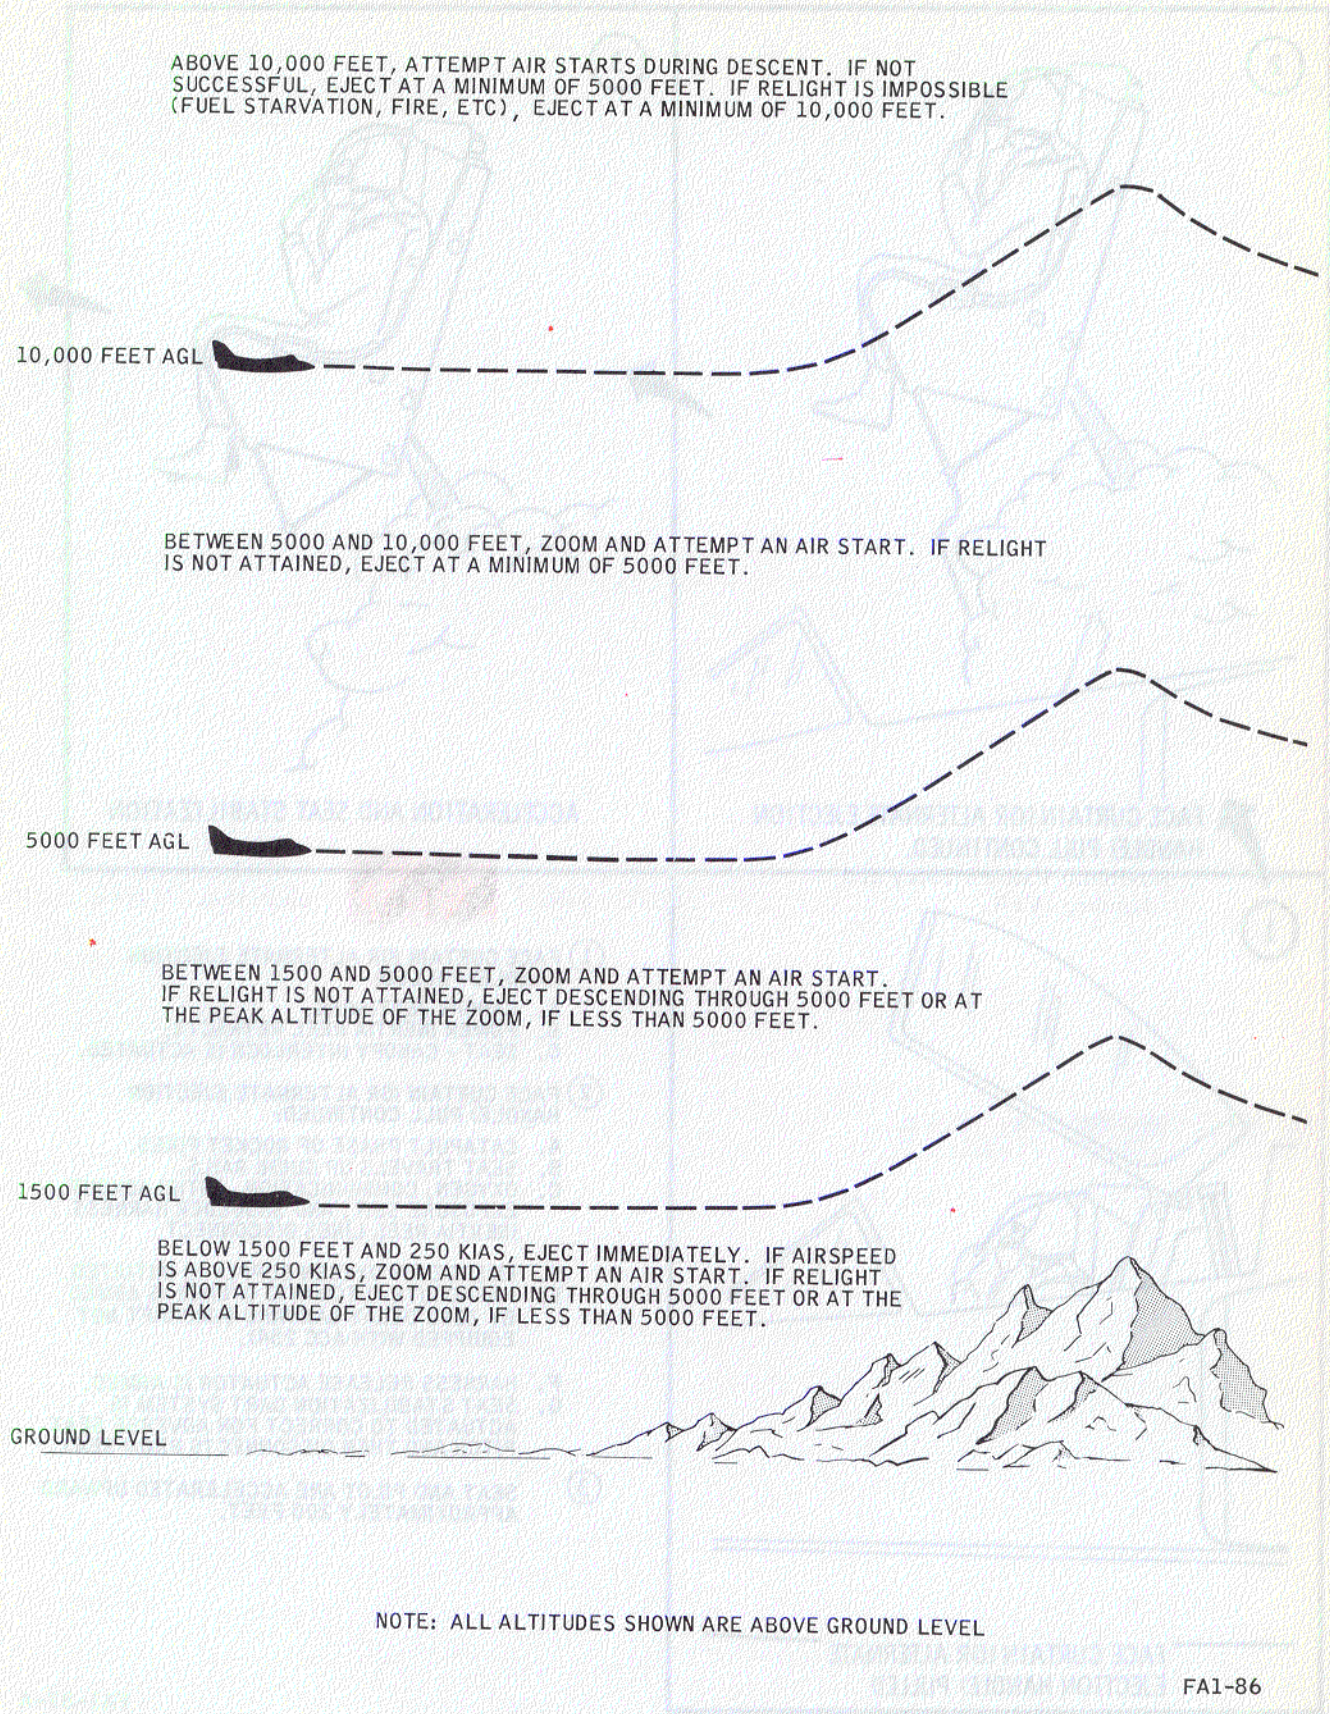 ABOVE 10,000 FEET, ATTEMPT AIR STARTS DURING DESCENT. IF NOT
SUCCESSFUL, EJECT AT A MINIMUM OF 5000 FEET. IF RELIGHT IS IMPOSSIBLE
(FUEL STARVATION, FIRE, ETC), EJECT AT A MINIMUM OF 10,000 FEET.
10,000 FEET AGL
BETWEEN 5000 AND 10,000 FEET, ZOOM AND ATTEMPT AN AIR START. IF RELIGHT
IS NOT ATTAINED, EJECT AT A MINIMUM OF 5000 FEET.
5000 FEET AGL
BETWEEN 1500 AND 5000 FEET, ZOOM AND ATTEMPT AN AIR START.
IF RELIGHT IS NOT ATTAINED, EJECT DESCENDING THROUGH 5000 FEET OR AT
THE PEAK ALTITUDE OF THE ZOOM, IF LESS THAN 5000 FEET.
1500 FEET AGL
BELOW 1500 FEET AND 250 KIAS, EJECT IMMEDIATELY. IF AIRSPEED
IS ABOVE 250 KIAS, ZOOM AND ATTEMPT AN AIR START. IF RELIGHT
IS NOT ATTAINED, EJECT DESCENDING THROUGH 5000 FEET OR AT THE
PEAK ALTITUDE OF THE ZOOM, IF LESS THAN 5000 FEET.
GROUND LEVEL
NOTE: ALL ALTITUDES SHOWN ARE ABOVE GROUND LEVEL
FA1-86